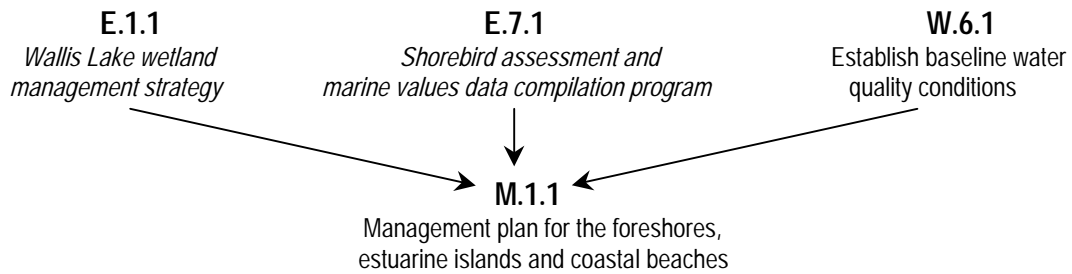 E.1.1
Wallis Lake wetland
management strategy
E.7.1
Shorebird assessment and
marine values data compilation program
W.6.1
Establish baseline water
quality conditions
M.1.1
Management plan for the foreshores,
estuarine islands and coastal beaches